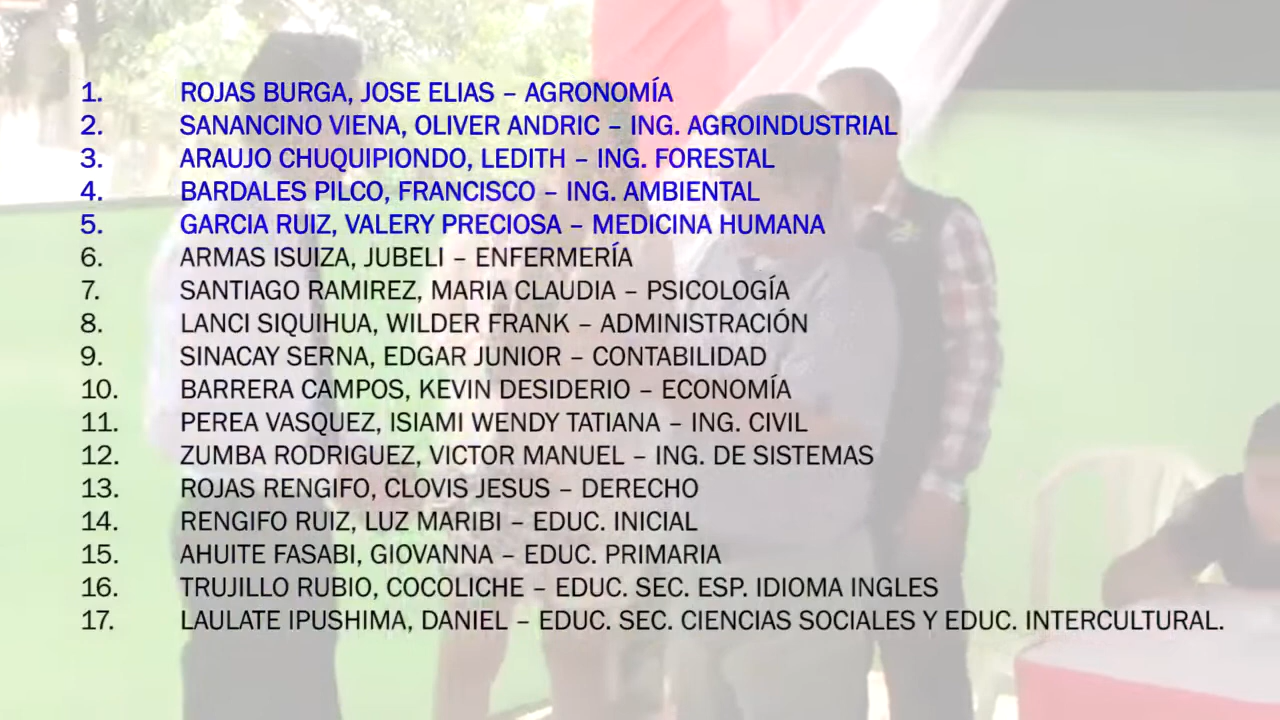 1. ROJAS BURGA, JOSE ELIAS – AGRONOMÍA
2. SANANCINO VIENA, OLIVER ANDRIC – ING. AGROINDUSTRIAL
3. ARAUJO CHUQUIPIONDO, LEDITH – ING. FORESTAL
4. BARDALES PILCO, FRANCISCO – ING. AMBIENTAL
5. GARCIA RUIZ, VALERY PRECIOSA – MEDICINA HUMANA
6. ARMAS ISUIZA, JUBELI – ENFERMERÍA
7. SANTIAGO RAMIREZ, MARIA CLAUDIA – PSICOLOGÍA
8. LANCI SIQUIHUA, WILDER FRANK – ADMINISTRACIÓN
9. SINACAY SERNA, EDGAR JUNIOR – CONTABILIDAD
10. BARRERA CAMPOS, KEVIN DESIDERIO – ECONOMÍA
11. PEREA VASQUEZ, ISIAMI WENDY TATIANA – ING. CIVIL
12. ZUMBA RODRIGUEZ, VICTOR MANUEL – ING. DE SISTEMAS
13. ROJAS RENGIFO, CLOVIS JESUS – DERECHO
14. RENGIFO RUIZ, LUZ MARIBI – EDUC. INICIAL
15. AHUITE FASABI, GIOVANNA – EDUC. PRIMARIA
16. TRUJILLO RUBIO, COCOLICHE – EDUC. SEC. ESP. IDIOMA INGLES
17. LAULATE IPUSHIMA, DANIEL – EDUC. SEC. CIENCIAS SOCIALES Y EDUC. INTERCULTURAL.